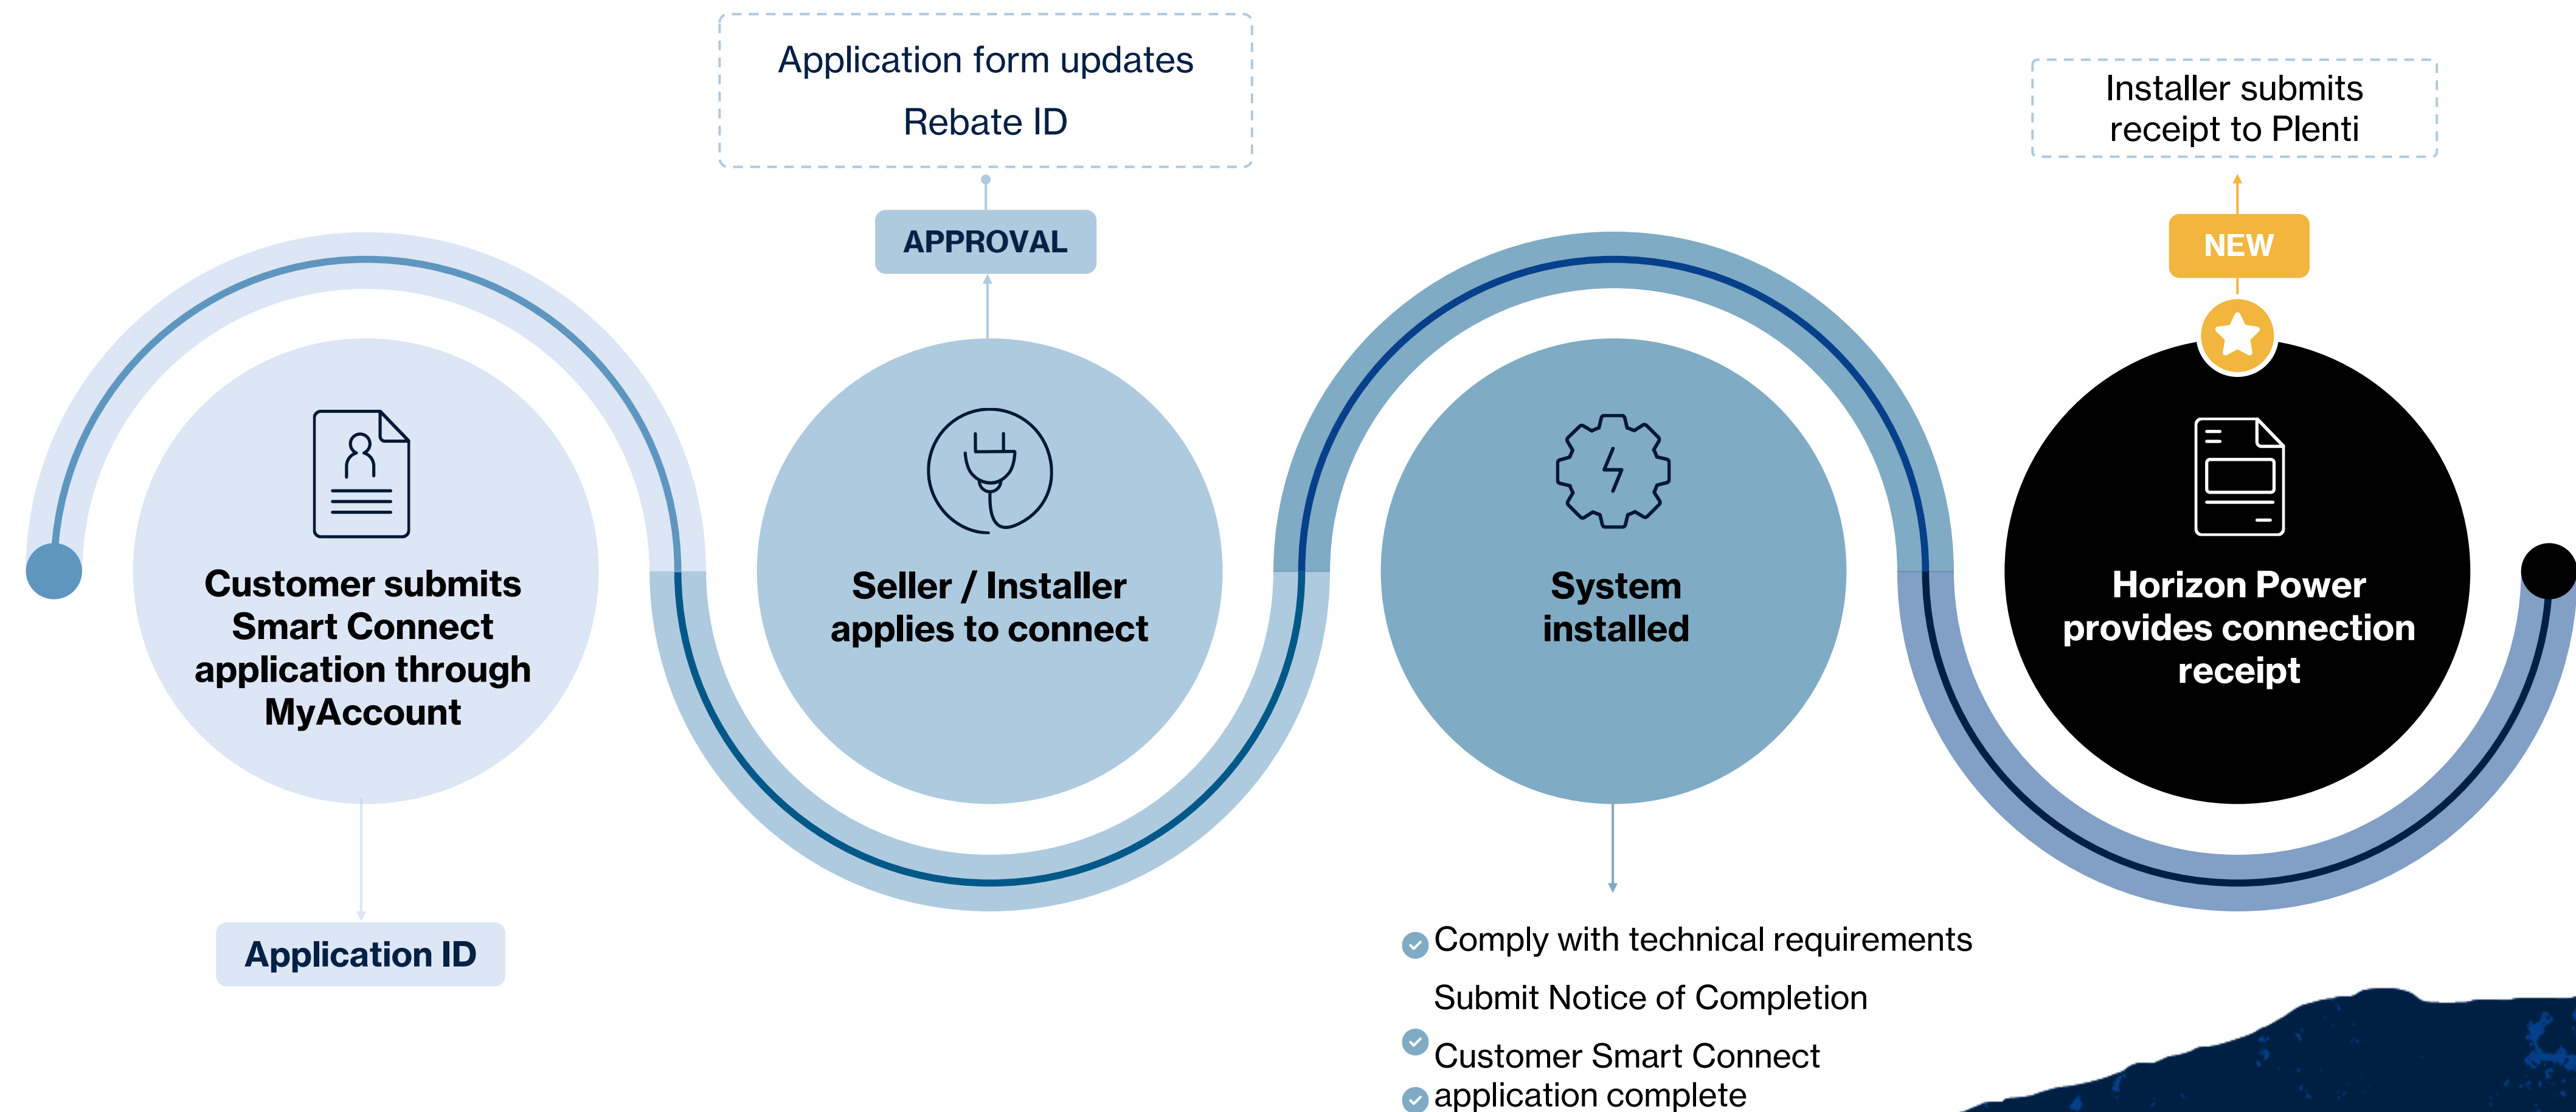 Application form updates
Rebate ID
APPROVAL
Installer submits
receipt to Plenti
NEW
Customer submits
Smart Connect
application through
MyAccount
Application ID
Seller / Installer
applies to connect
System
installed
Comply with technical requirements
Submit Notice of Completion
Customer Smart Connect
application complete
Horizon Power
provides connection
receipt